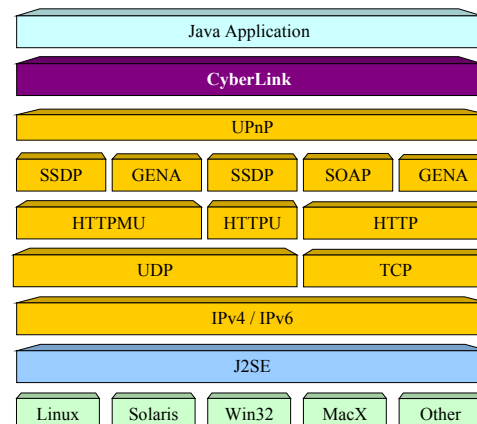 Java Application
CyberLink
UPnP
SSDP GENA SSDP SOAP GENA
HTTPMU HTTPU HTTP
UDP TCP
IPv4 / IPv6
J2SE
Linux Solaris Win32 MacX Other